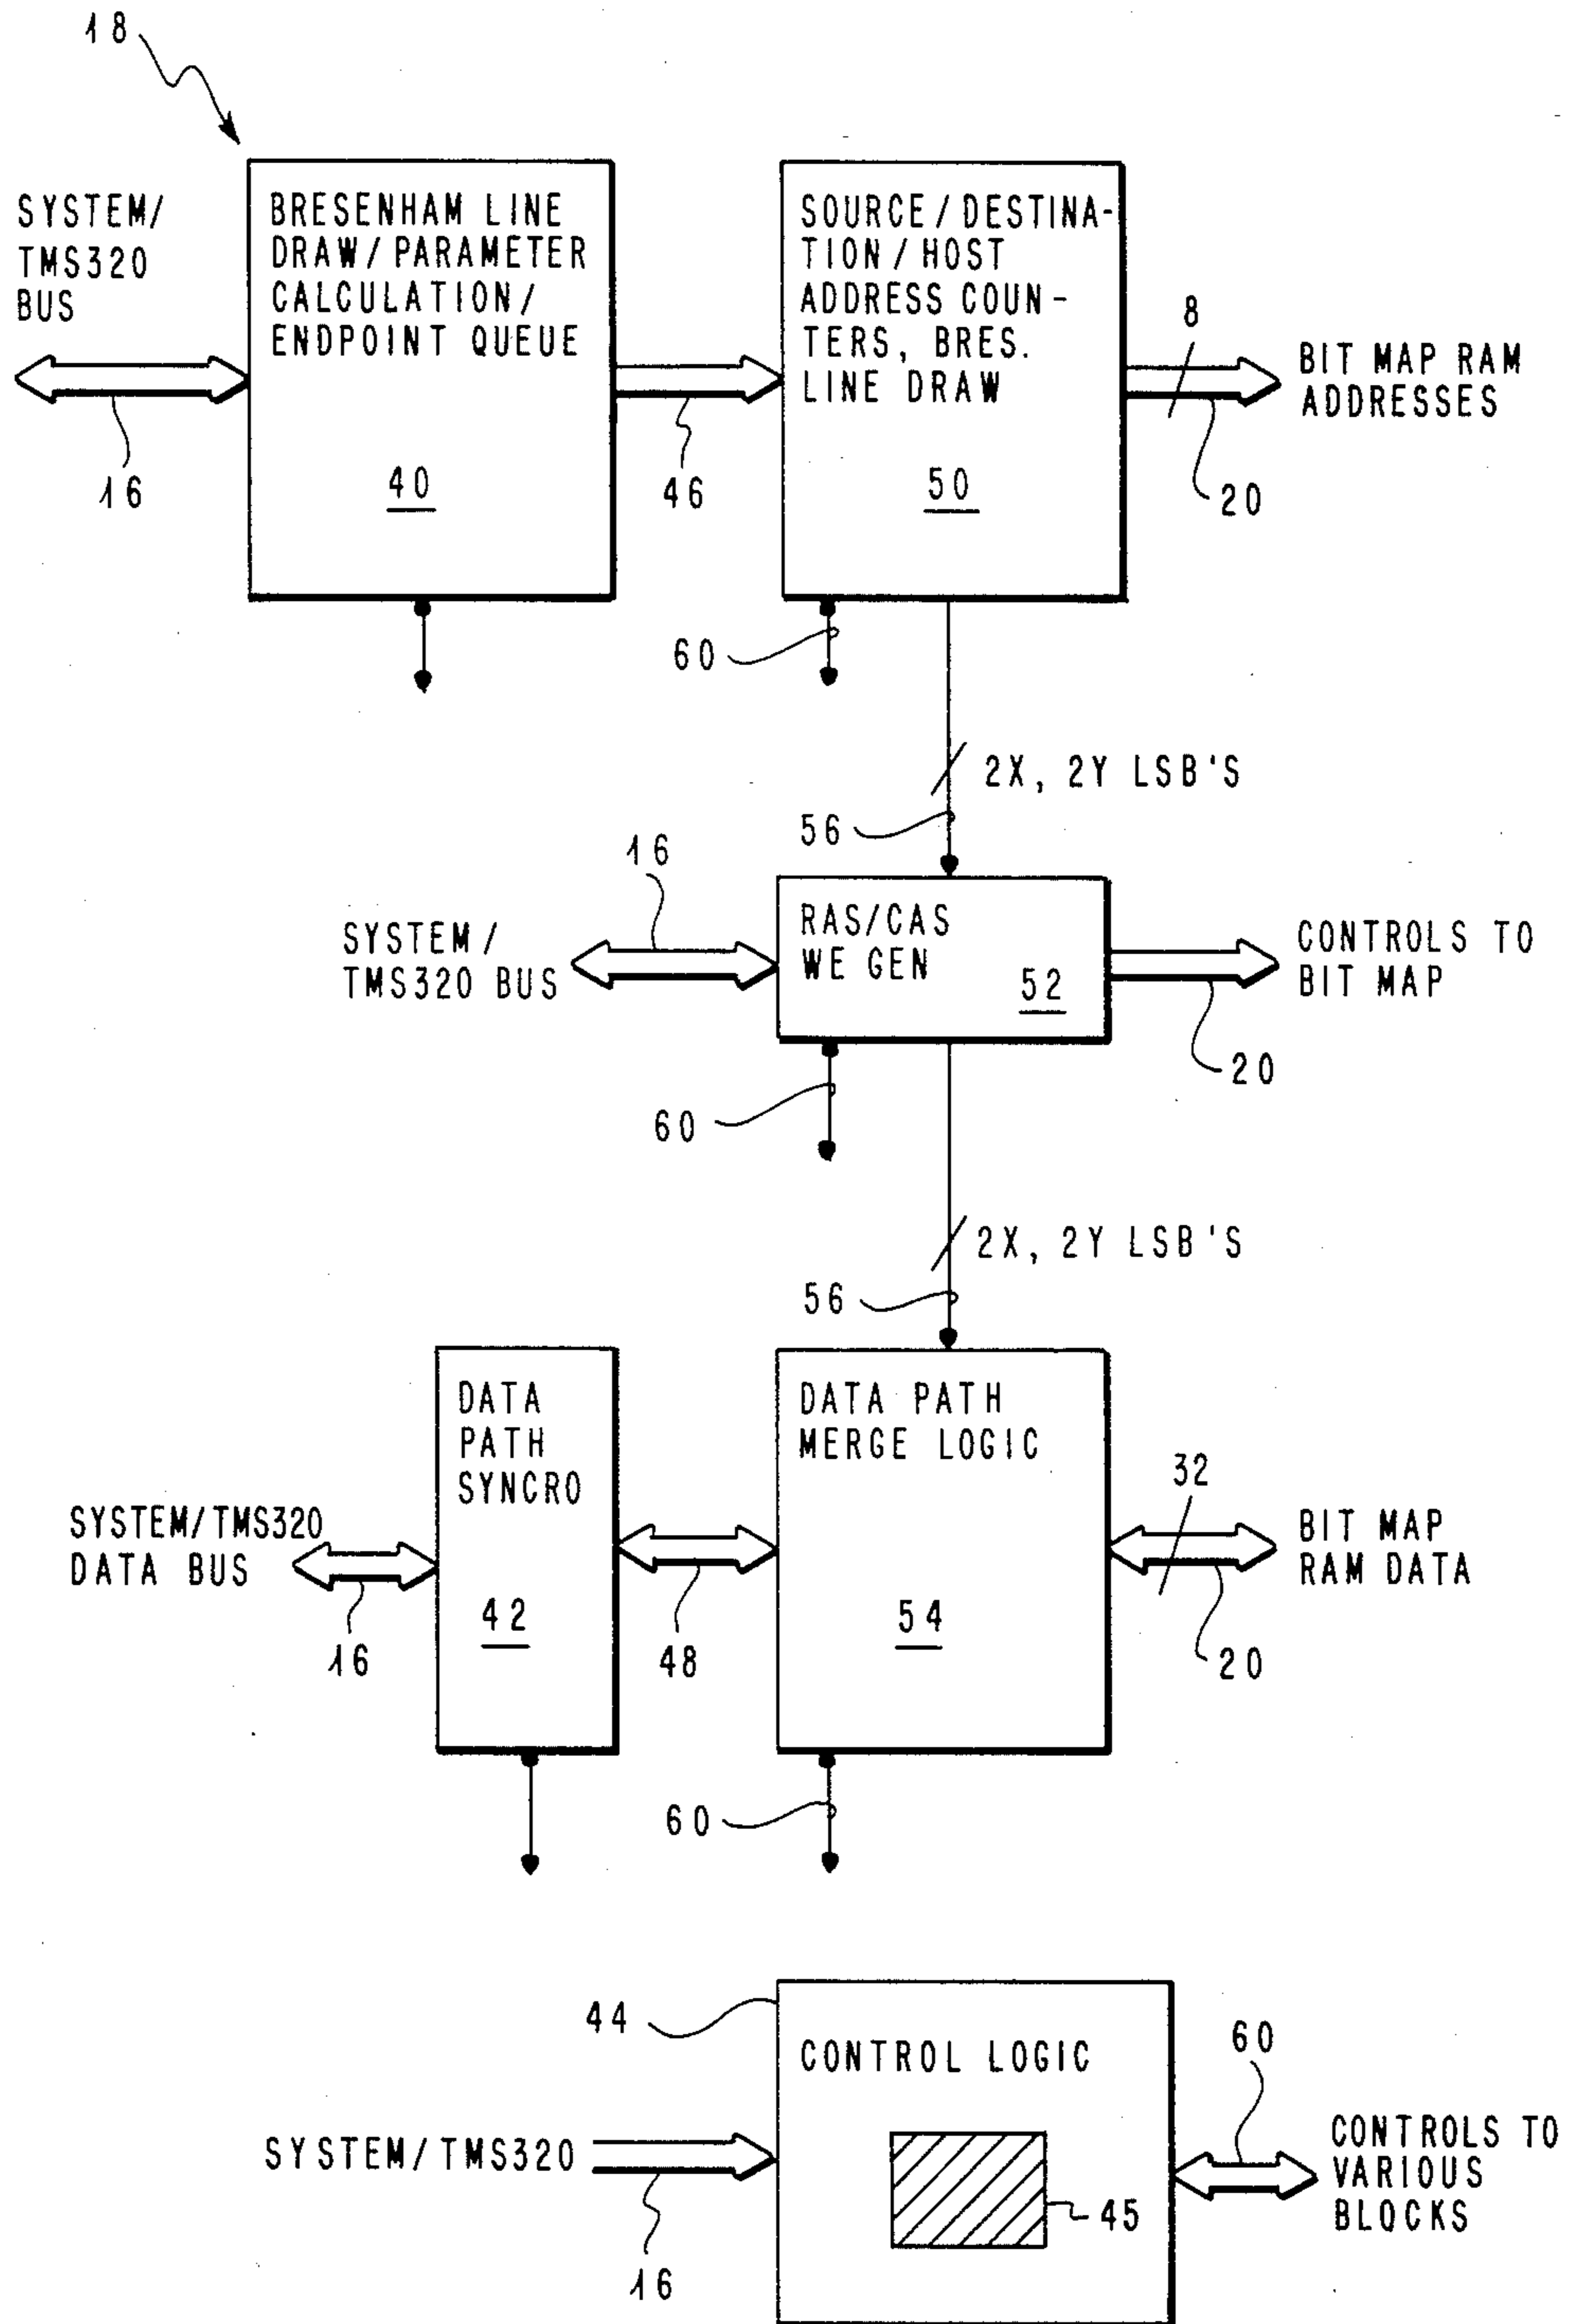 18
SYSTEM/
TMS320
BUS
16
BRESENHAM LINE
DRAW/PARAMETER
CALCULATION/
ENDPOINT QUEUE
40
46
SOURCE/DESTINA-
TION/HOST
ADDRESS COUN-
TERS, BRES.
LINE DRAW
50
8
BIT MAP RAM
ADDRESSES
20
60
2X, 2Y LSB'S
56
16
SYSTEM/
TMS320 BUS
RAS/CAS
WE GEN
52
CONTROLS TO
BIT MAP
20
60
2X, 2Y LSB'S
56
SYSTEM/TMS320
DATA BUS
16
DATA
PATH
SYNCRO
42
48
DATA PATH
MERGE LOGIC
54
32
BIT MAP
RAM DATA
20
60
44
CONTROL LOGIC
SYSTEM/TMS320
16
45
60
CONTROLS TO
VARIOUS
BLOCKS